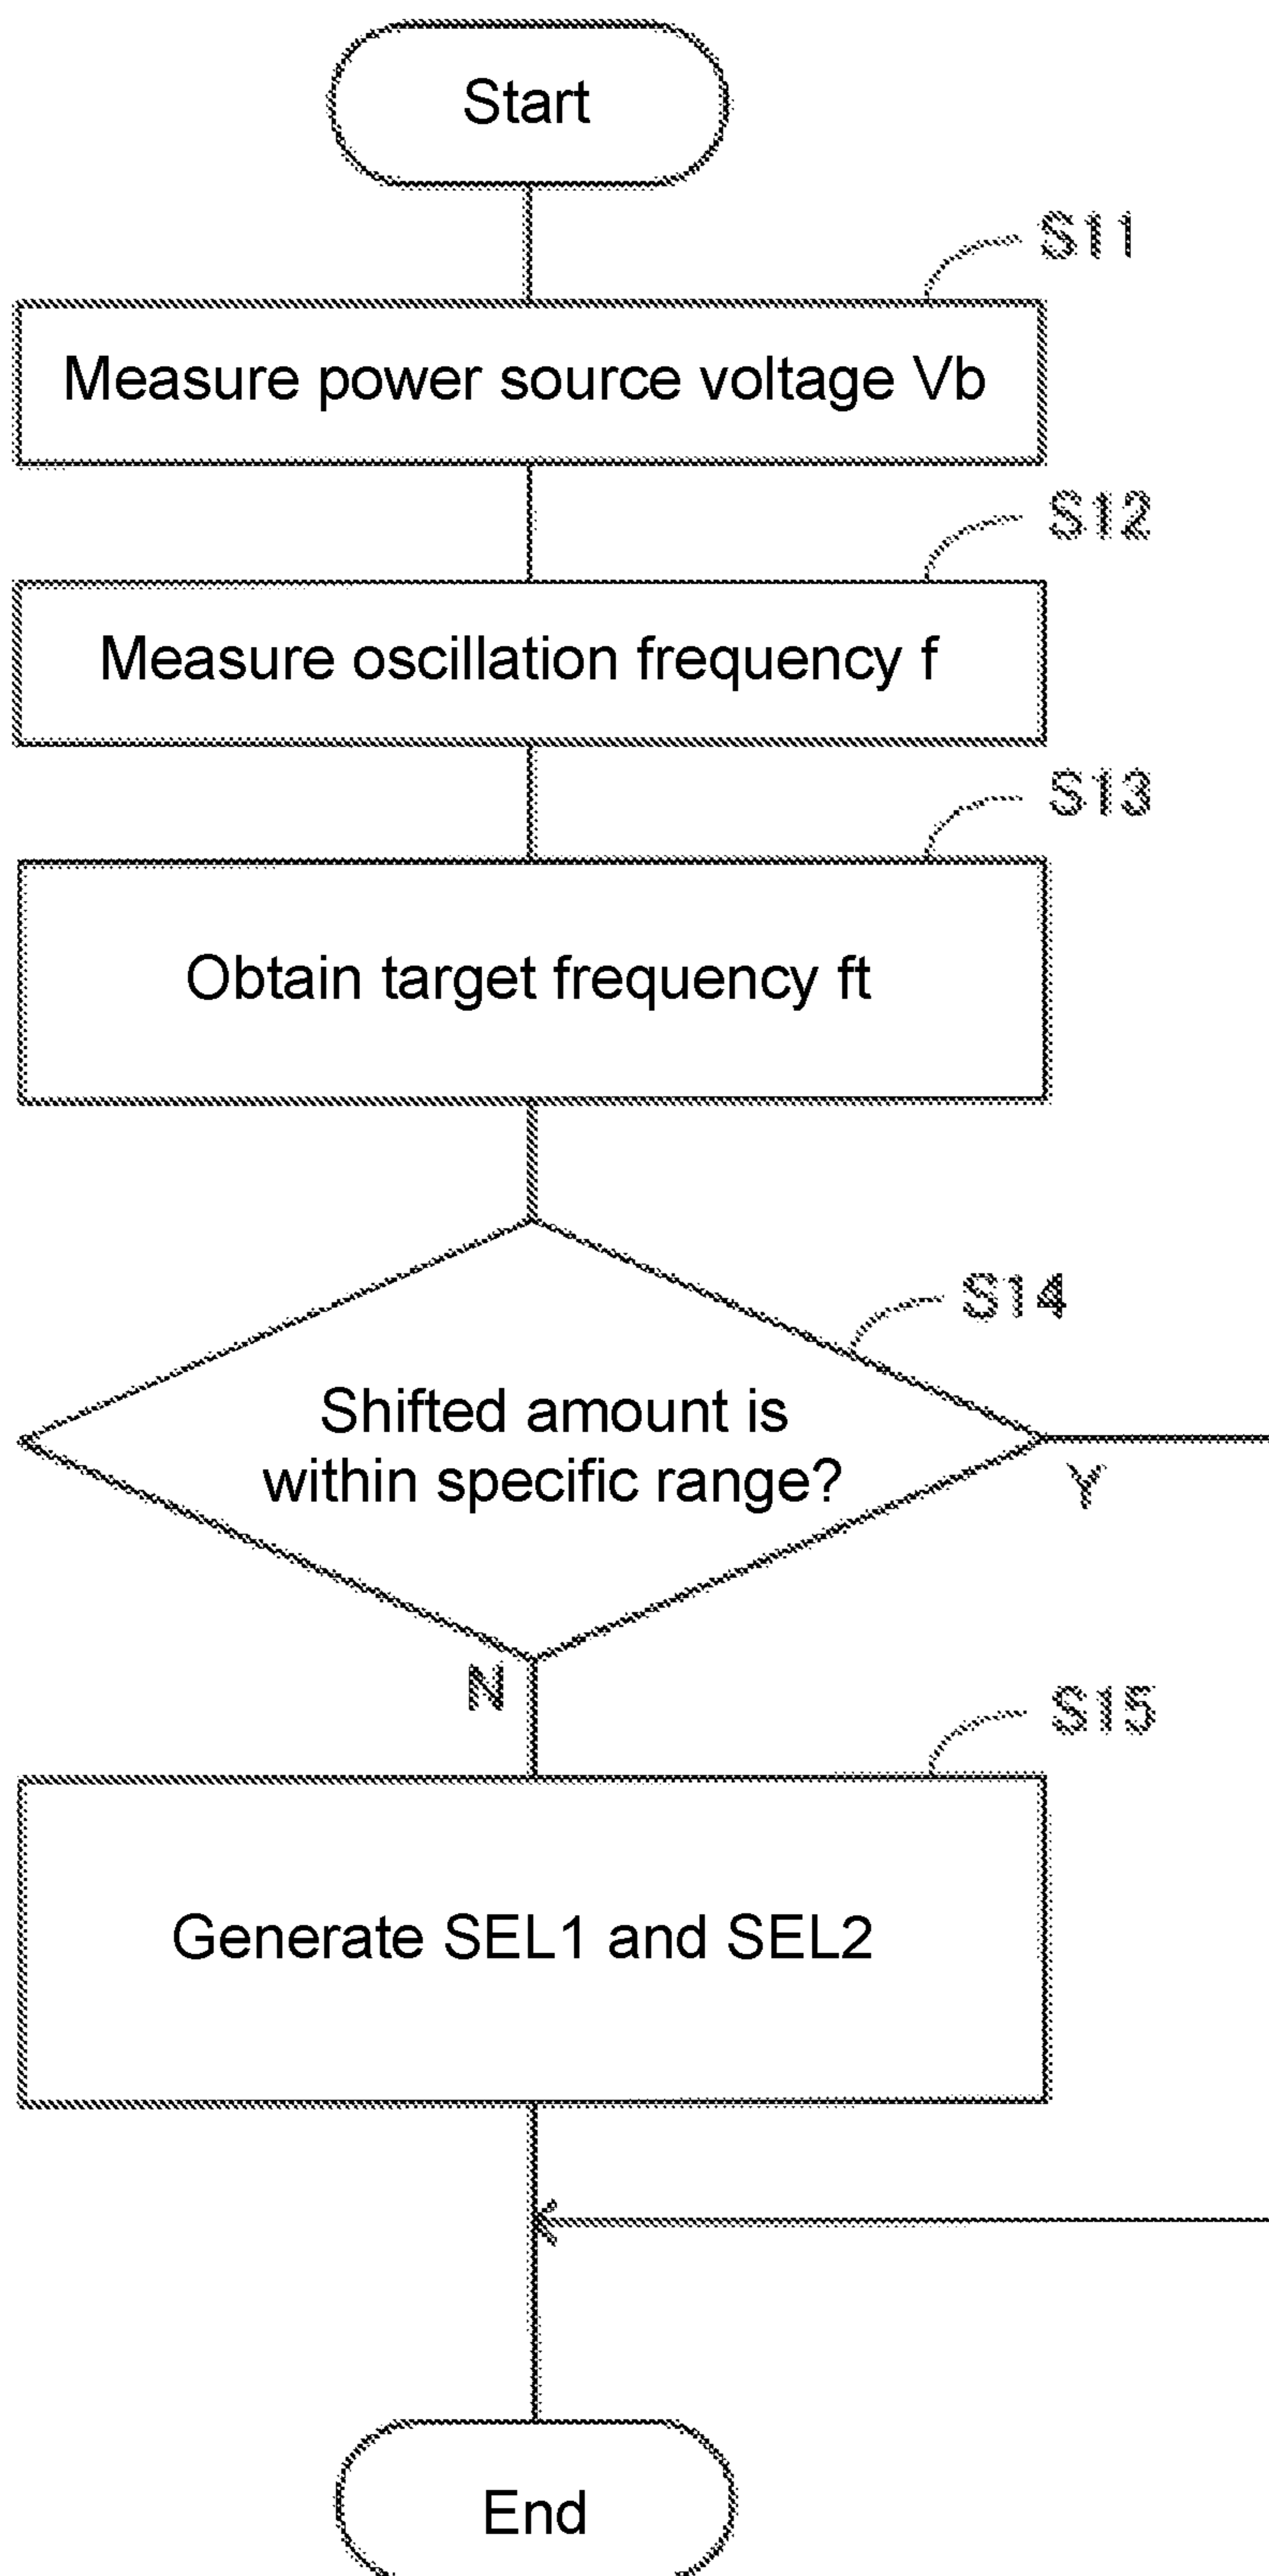 Start
S11
Measure power source voltage Vb
S12
Measure oscillation frequency f
S13
Obtain target frequency ft
S14
Shifted amount is
within specific range?
Y
N
S15
Generate SEL1 and SEL2
End